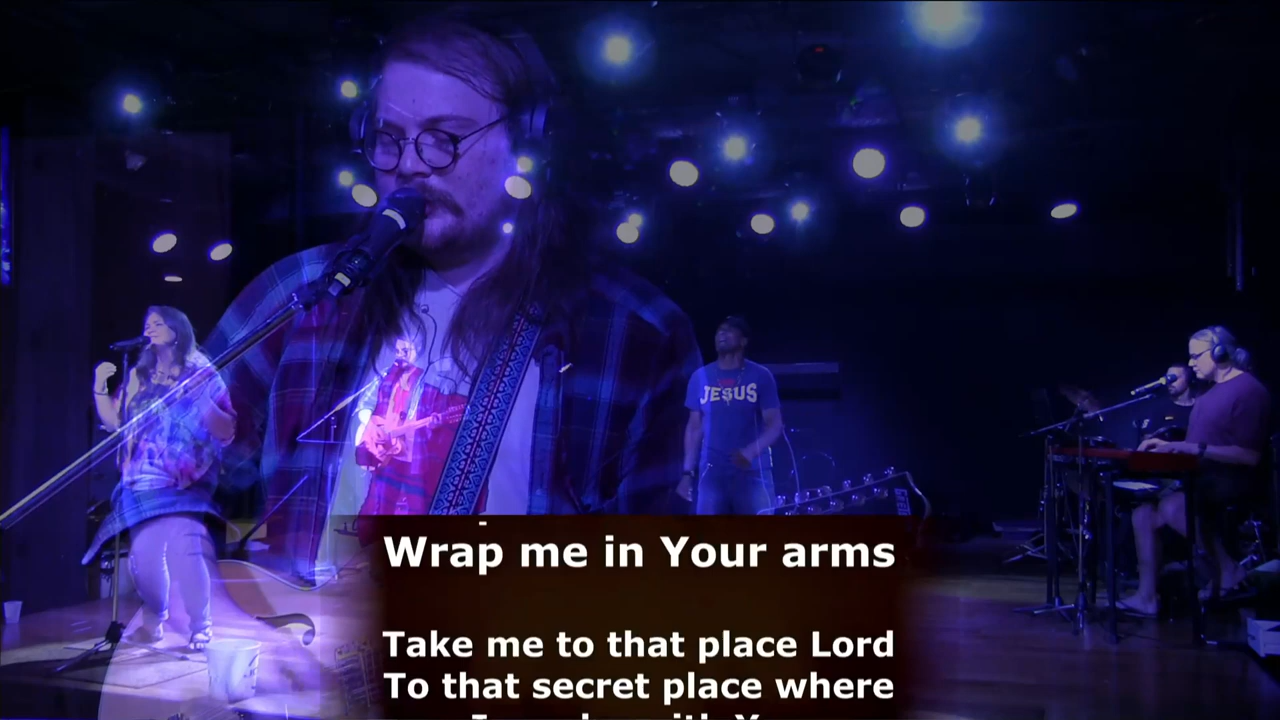 JESUS
Wrap me in Your arms
Take me to that place Lord
To that secret place where